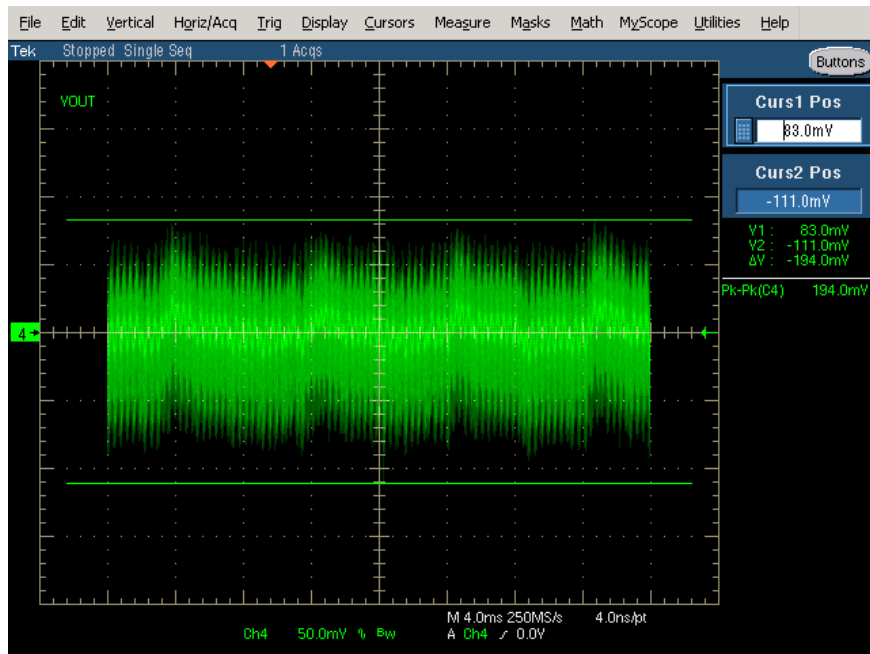 File Edit Vertical Horiz/Acq Trig Display Cursors Measure Masks Math MyScope Utilities Help
Tek Stopped Single Seq 1 Acqs
Buttons
VOUT
Curs1 Pos
83.0mV
Curs2 Pos
-111.0mV
V1 : 83.0mV
V2 : -111.0mV
ΔV : -194.0mV
Pk-Pk(C4) 194.0mV
4
M 4.0ms 250MS/s 4.0ns/pt
Ch4 50.0mV ∿ Bw A Ch4 ⁄ 0.0V